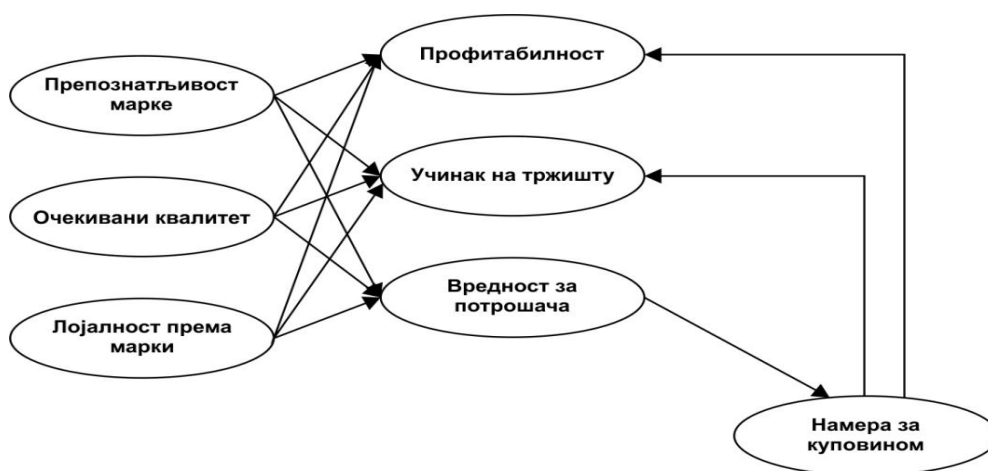 Препознатљивост
марке
Очекивани квалитет
Лојалност према
марки
Профитабилност
Учинак на тржишту
Вредност за
потрошача
Намера за
куповином